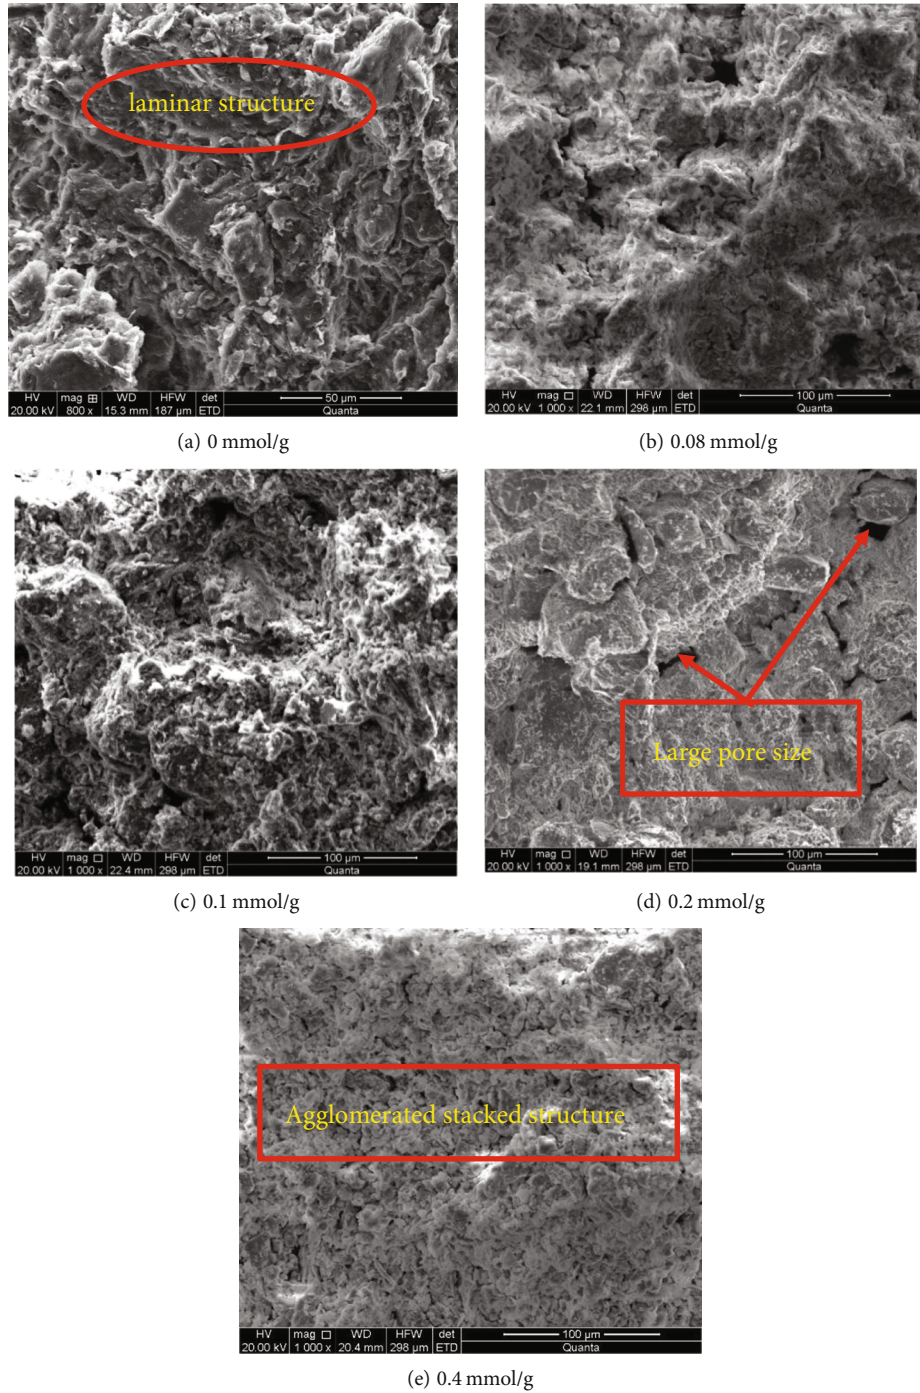 laminar structure
HV mag ⊞ WD HFW det 50 µm
20.00 kV 800 x 15.3 mm 187 µm ETD Quanta
(a) 0 mmol/g
HV mag □ WD HFW det 100 µm
20.00 kV 1 000 x 22.1 mm 298 µm ETD Quanta
(b) 0.08 mmol/g
HV mag □ WD HFW det 100 µm
20.00 kV 1 000 x 22.4 mm 298 µm ETD Quanta
(c) 0.1 mmol/g
Large pore size
HV mag □ WD HFW det 100 µm
20.00 kV 1 000 x 19.1 mm 298 µm ETD Quanta
(d) 0.2 mmol/g
Agglomerated stacked structure
HV mag □ WD HFW det 100 µm
20.00 kV 1 000 x 20.4 mm 298 µm ETD Quanta
(e) 0.4 mmol/g